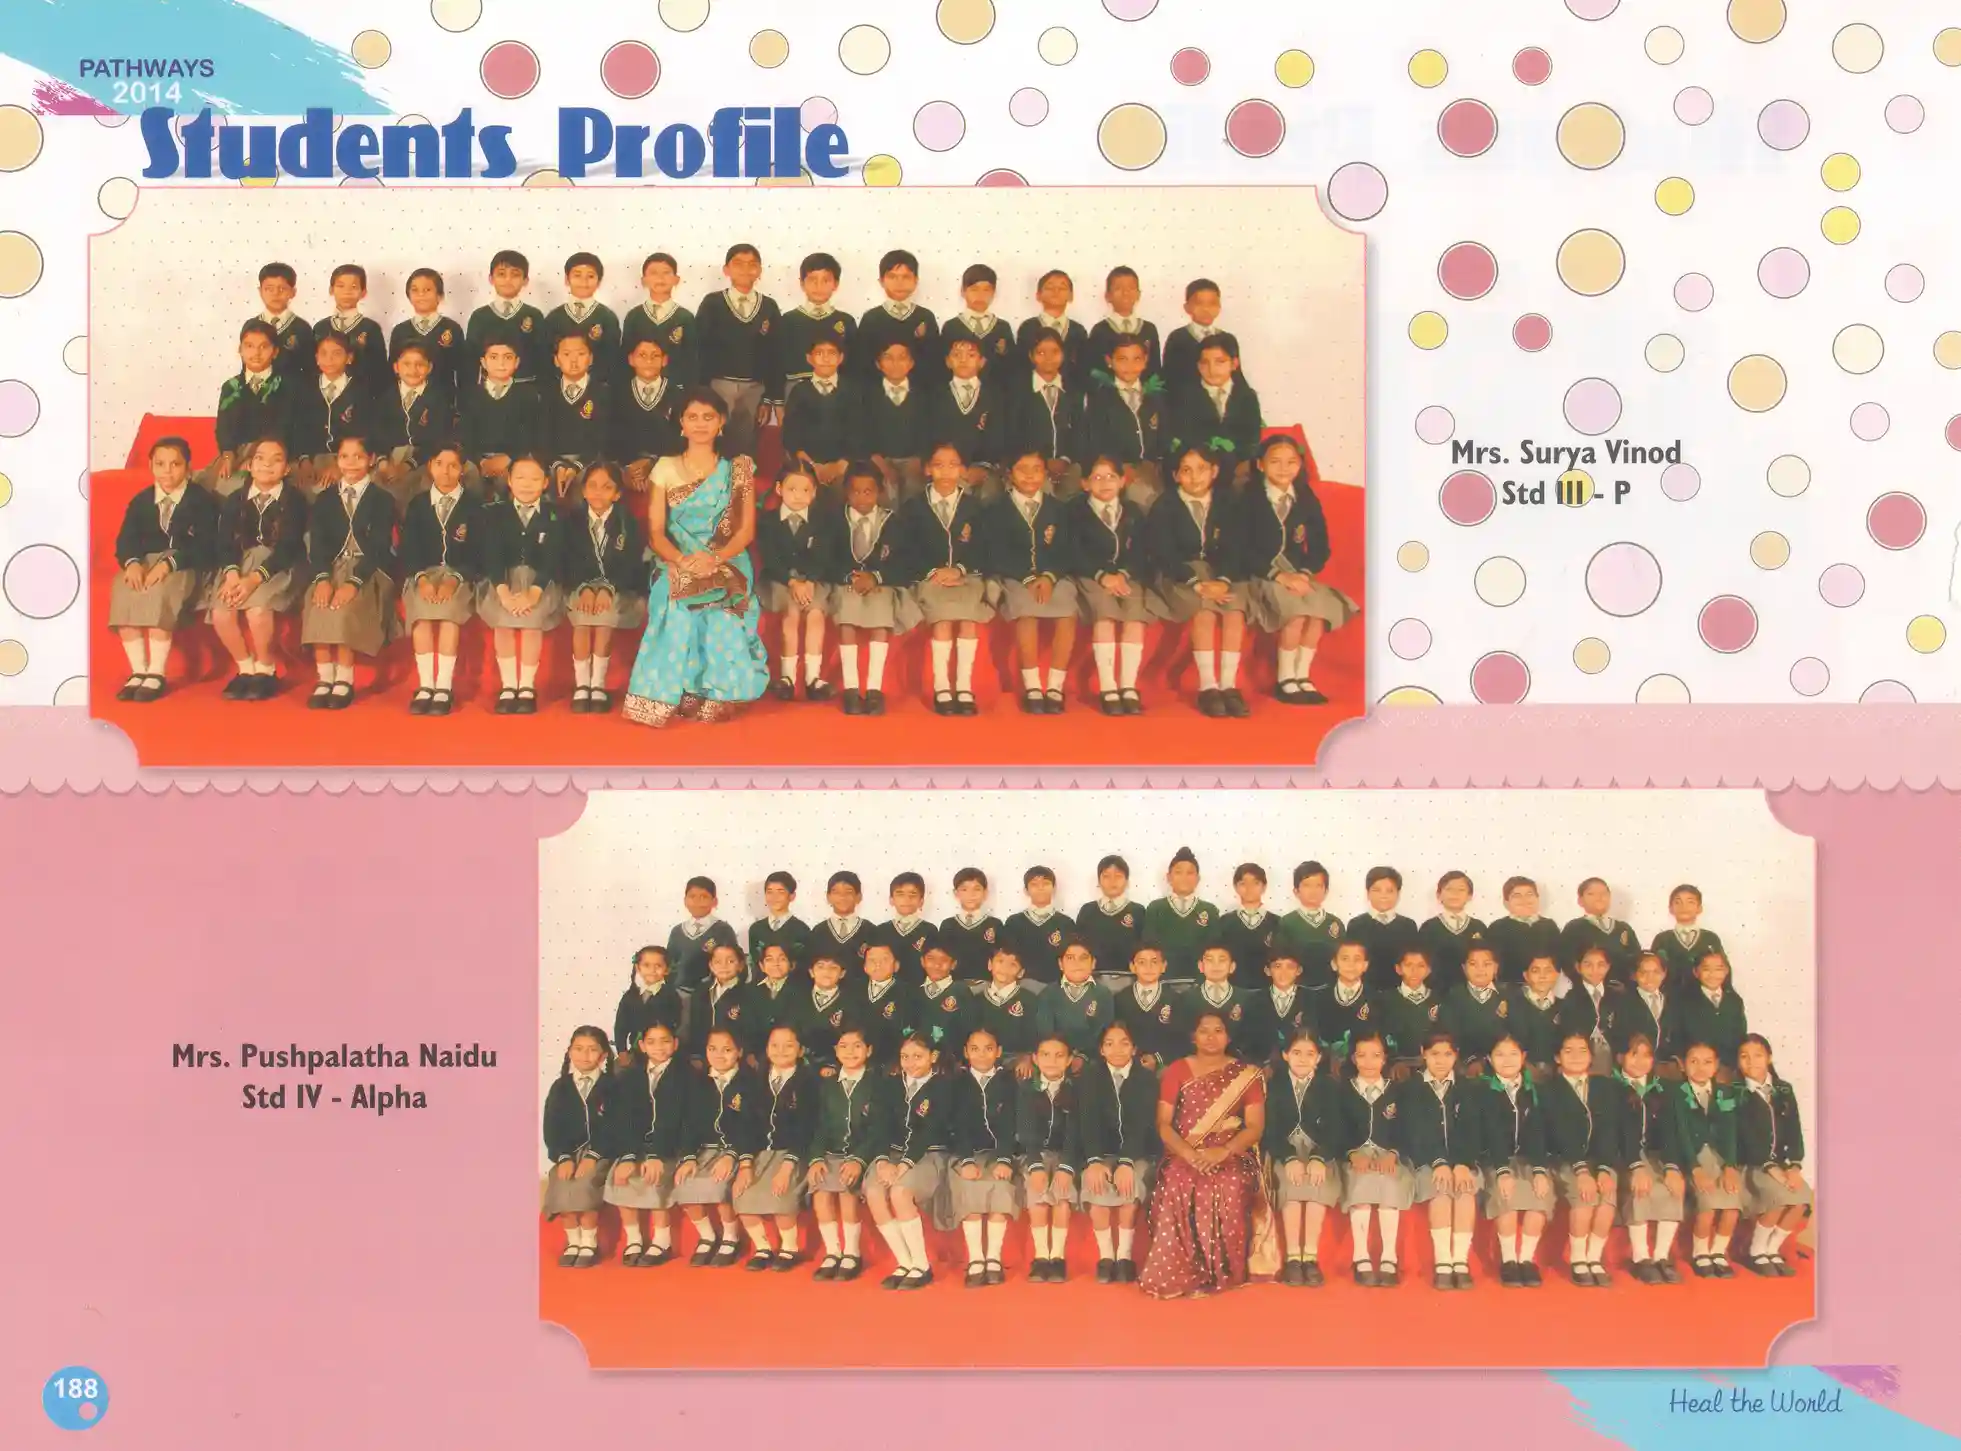 PATHWAYS
2014
Students Profile
Mrs. Surya Vinod
Std III - P
Mrs. Pushpalatha Naidu
Std IV - Alpha
188
Heal the World